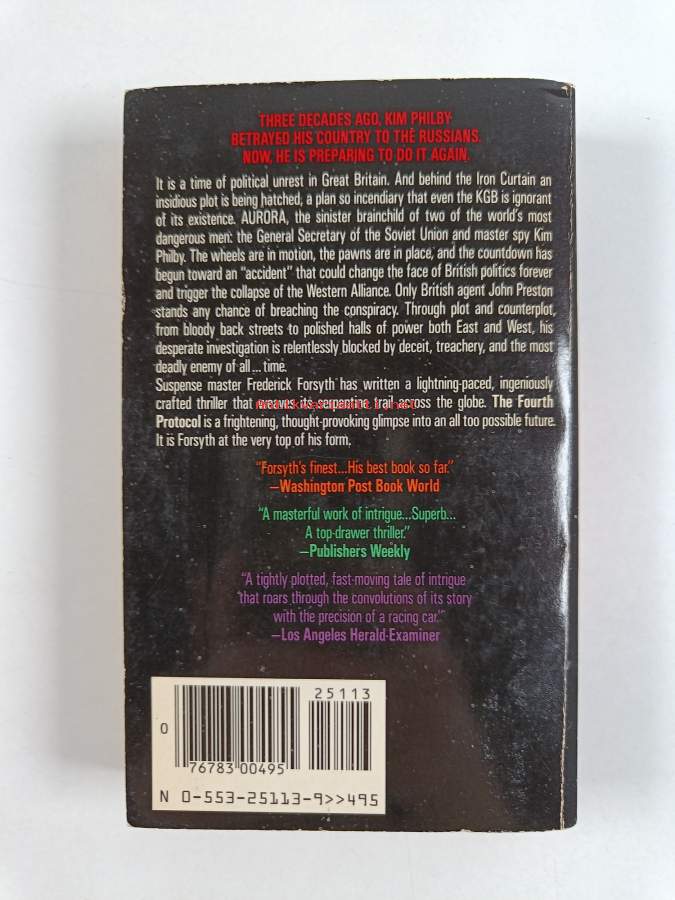 THREE DECADES AGO, KIM PHILBY
BETRAYED HIS COUNTRY TO THE RUSSIANS.
NOW, HE IS PREPARING TO DO IT AGAIN.
It is a time of political unrest in Great Britain. And behind the Iron Curtain an
insidious plot is being hatched, a plan so incendiary that even the KGB is ignorant
of its existence. AURORA, the sinister brainchild of two of the world's most
dangerous men: the General Secretary of the Soviet Union and master spy Kim
Philby. The wheels are in motion, the pawns are in place, and the countdown has
begun toward an “accident” that could change the face of British politics forever
and trigger the collapse of the Western Alliance. Only British agent John Preston
stands any chance of breaching the conspiracy. Through plot and counterplot,
from bloody back streets to polished halls of power both East and West, his
desperate investigation is relentlessly blocked by deceit, treachery, and the most
deadly enemy of all...time.
Suspense master Frederick Forsyth has written a lightning-paced, ingeniously
crafted thriller that weaves its serpentine trail across the globe. The Fourth
Protocol is a frightening, thought-provoking glimpse into an all too possible future.
It is Forsyth at the very top of his form.
“Forsyth's finest...His best book so far.”
—Washington Post Book World
“A masterful work of intrigue...Superb...
A top-drawer thriller.”
—Publishers Weekly
“A tightly plotted, fast-moving tale of intrigue
that roars through the convolutions of its story
with the precision of a racing car.”
—Los Angeles Herald-Examiner
25113
0
76783 00495
N 0-553-25113-9>>495